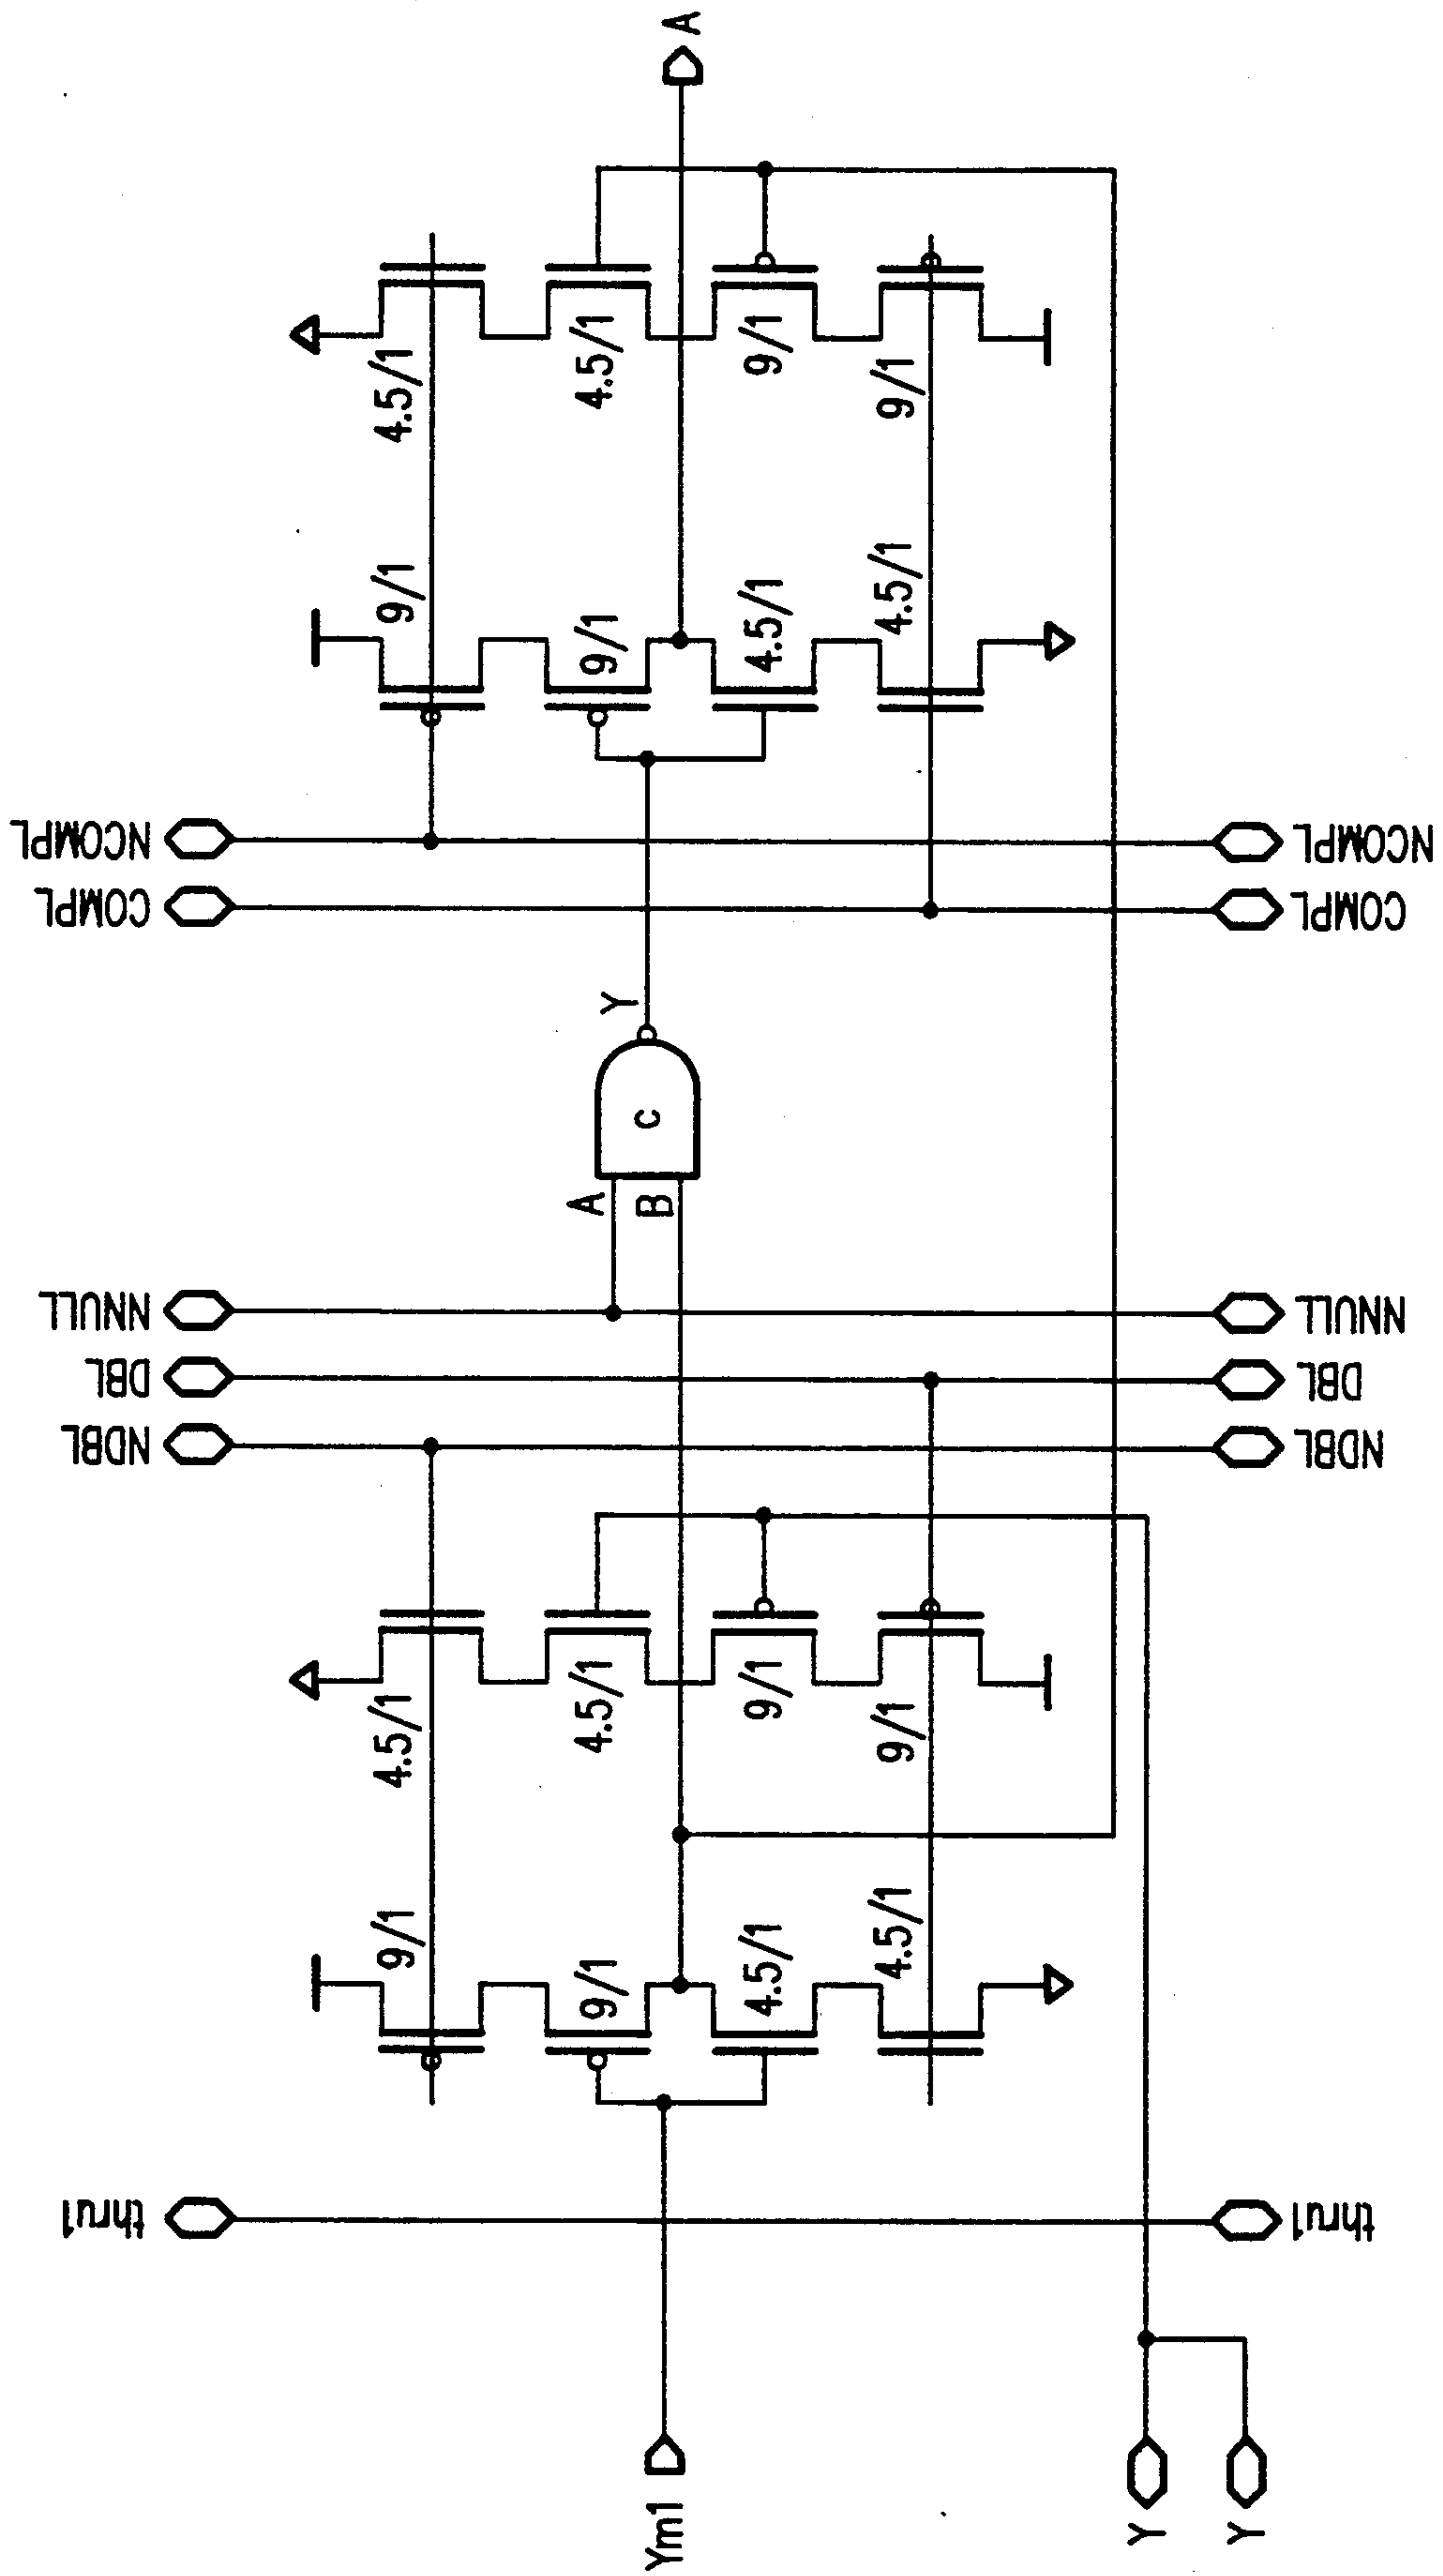 thru1
NDBL
DBL
NNULL
COMPL
NCOMPL
9/1
4.5/1
9/1
4.5/1
9/1
4.5/1
A
Y
9/1
4.5/1
Ym1
B
c
A
4.5/1
9/1
4.5/1
9/1
4.5/1
9/1
4.5/1
9/1
Y
Y
thru1
NDBL
DBL
NNULL
COMPL
NCOMPL